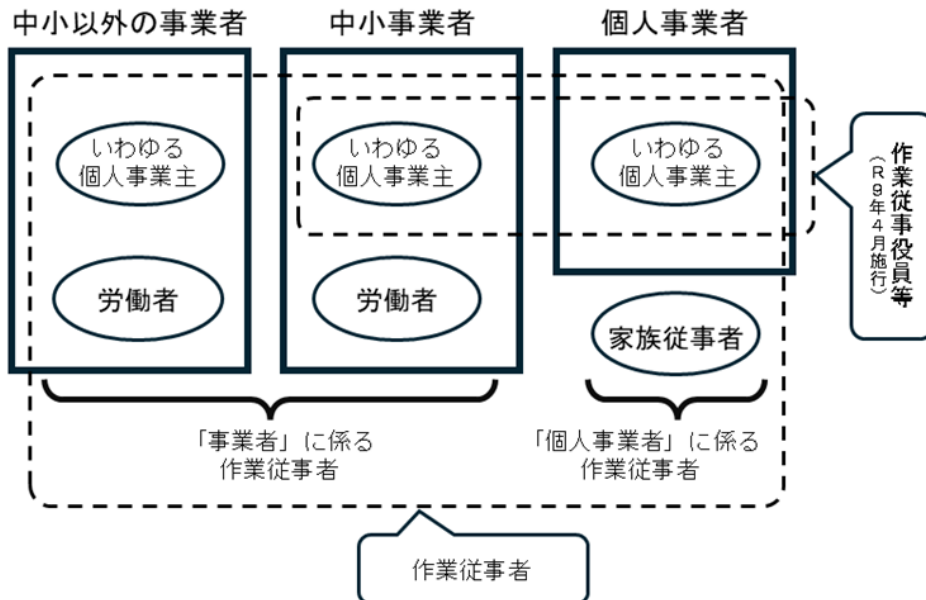 中小以外の事業者
中小事業者
個人事業者
いわゆる
個人事業主
いわゆる
個人事業主
いわゆる
個人事業主
作業従事役員等
（R9年4月施行）
労働者
労働者
家族従事者
「事業者」に係る
作業従事者
「個人事業者」に係る
作業従事者
作業従事者